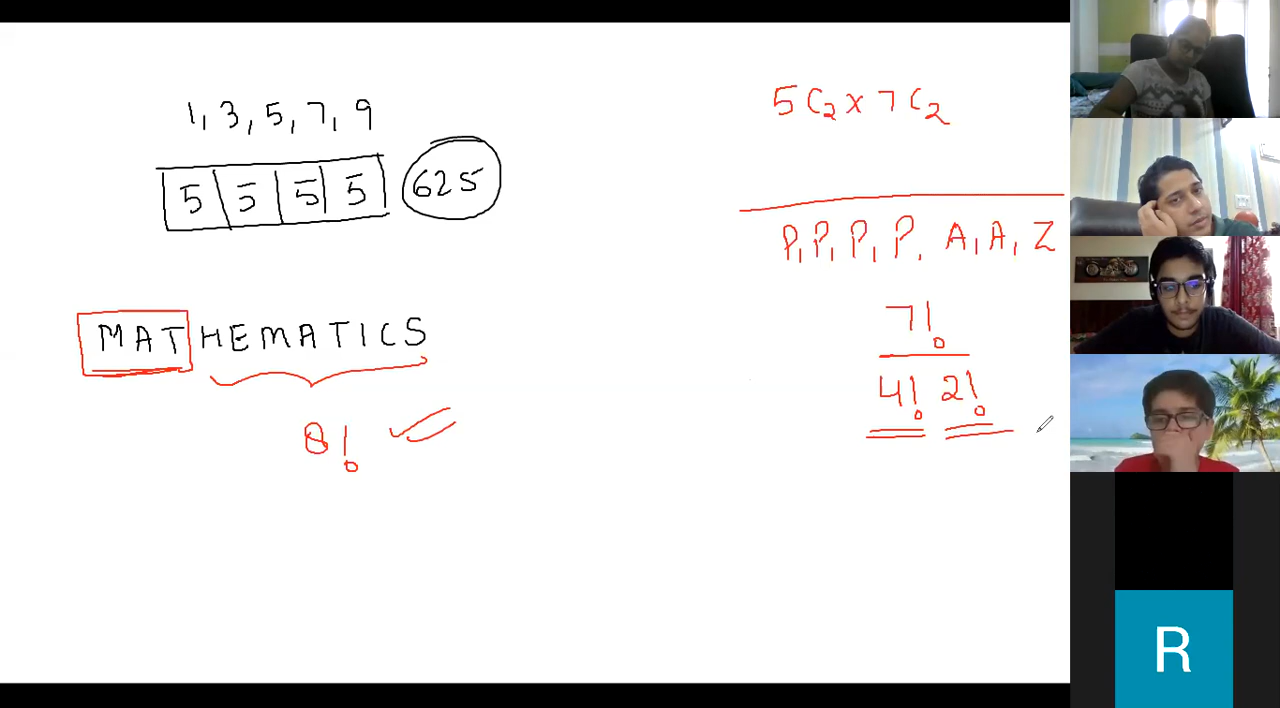 1, 3, 5, 7, 9
5 5 5 5 625
MATHEMATICS
8!
5C2 x 7C2
P, P, P, P, A, A, Z
7!
4! 2!
R